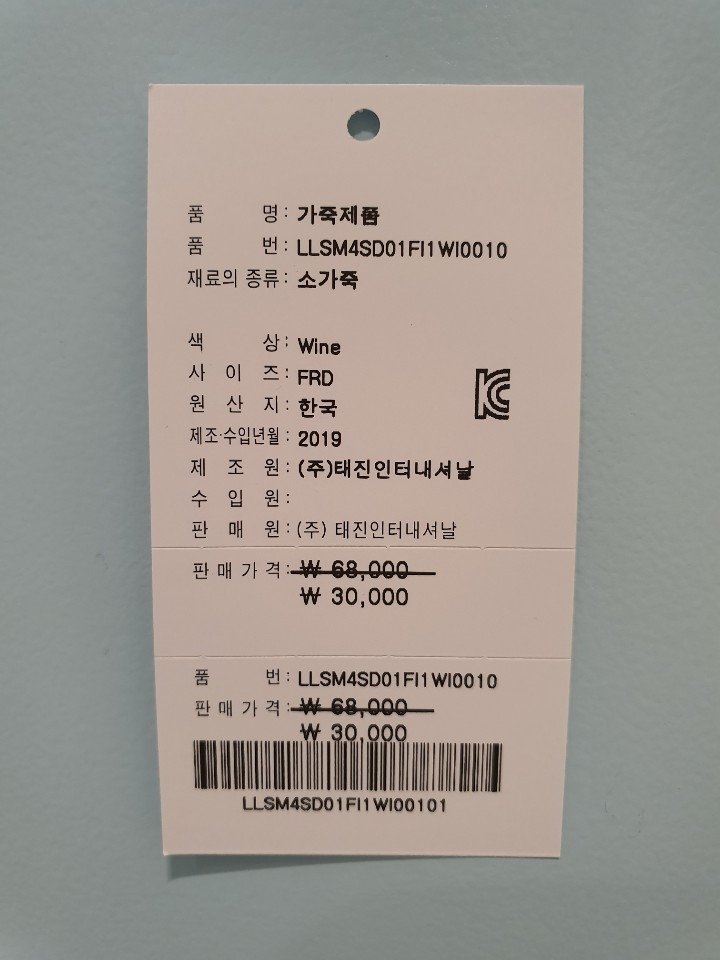 품 명 : 가죽제품
품 번 : LLSM4SD01FI1WI0010
재료의 종류 : 소가죽
색 상 : Wine
사 이 즈 : FRD
원 산 지 : 한국
제조·수입년월 : 2019
제 조 원 : (주)태진인터내셔날
수 입 원 :
판 매 원 : (주) 태진인터내셔날
판 매 가 격 : ₩ 68,000
₩ 30,000
품 번 : LLSM4SD01FI1WI0010
판 매 가 격 : ₩ 68,000
₩ 30,000
LLSM4SD01FI1WI00101
KC